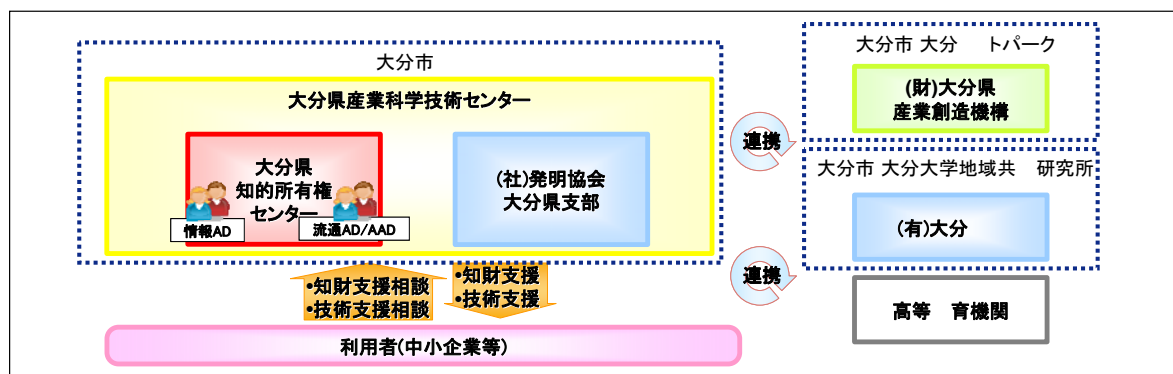 大分市
大分県産業科学技術センター
大分県
知的所有権
センター
情報AD
流通AD/AAD
(社)発明協会
大分県支部
•知財支援相談
•技術支援相談
•知財支援
•技術支援
利用者(中小企業等)
連携
連携
大分市 大分 トパーク
(財)大分県
産業創造機構
大分市 大分大学地域共 研究所
(有)大分
高等 育機関